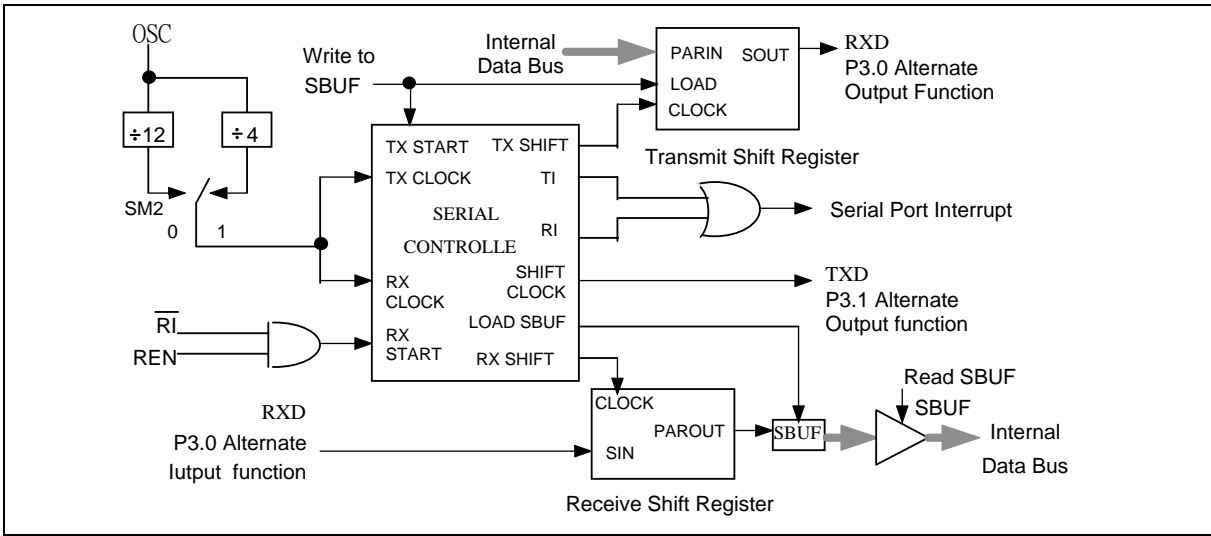 OSC
÷12
÷4
SM2
0
1
Write to
SBUF
Internal
Data Bus
PARIN
SOUT
LOAD
CLOCK
RXD
P3.0 Alternate
Output Function
Transmit Shift Register
TX START
TX SHIFT
TX CLOCK
TI
SERIAL
RI
CONTROLLE
SHIFT
CLOCK
RX
CLOCK
LOAD SBUF
RX
START
RX SHIFT
Serial Port Interrupt
TXD
P3.1 Alternate
Output function
RI
REN
RXD
P3.0 Alternate
Iutput function
CLOCK
PAROUT
SIN
Receive Shift Register
SBUF
Read SBUF
SBUF
Internal
Data Bus